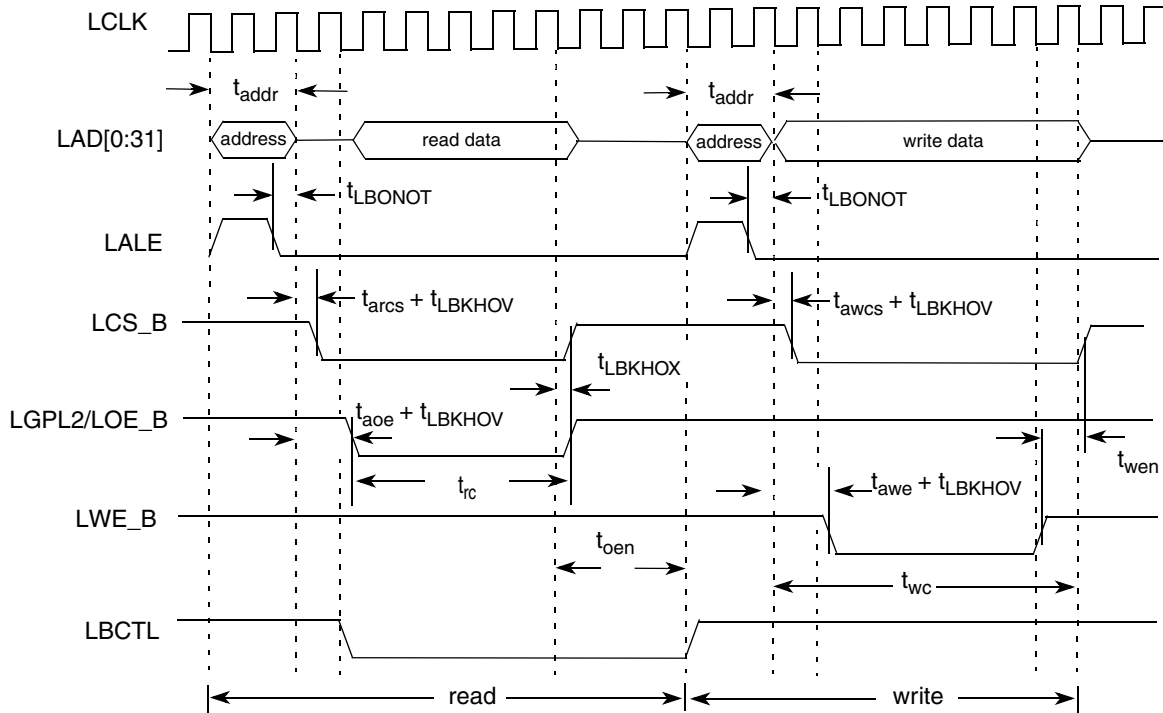 LCLK
t_addr t_addr
LAD[0:31] address read data address write data
t_LBONOT t_LBONOT
LALE
t_arcs + t_LBKHOV t_awcs + t_LBKHOV
LCS_B
t_LBKHOX
t_aoe + t_LBKHOV
LGPL2/LOE_B
t_wen
t_rc t_awe + t_LBKHOV
LWE_B
t_oen
t_wc
LBCTL
read write